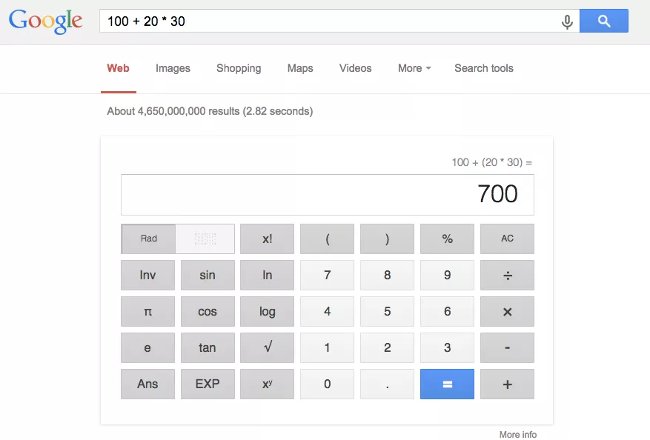 Google 100 + 20 * 30
Web Images Shopping Maps Videos More Search tools
About 4,650,000,000 results (2.82 seconds)
100 + (20 * 30) =
700
Rad x! ( ) % AC
Inv sin ln 7 8 9 ÷
π cos log 4 5 6 ×
e tan √ 1 2 3 -
Ans EXP xʸ 0 . = +
More info